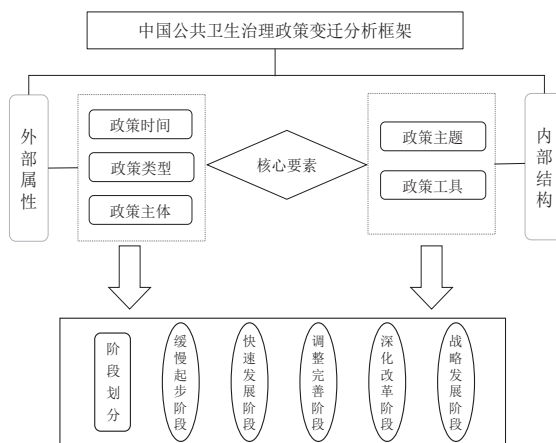 中国公共卫生治理政策变迁分析框架
外部属性
政策时间
政策类型
政策主体
核心要素
政策主题
政策工具
内部结构
阶段划分
缓慢起步阶段
快速发展阶段
调整完善阶段
深化改革阶段
战略发展阶段